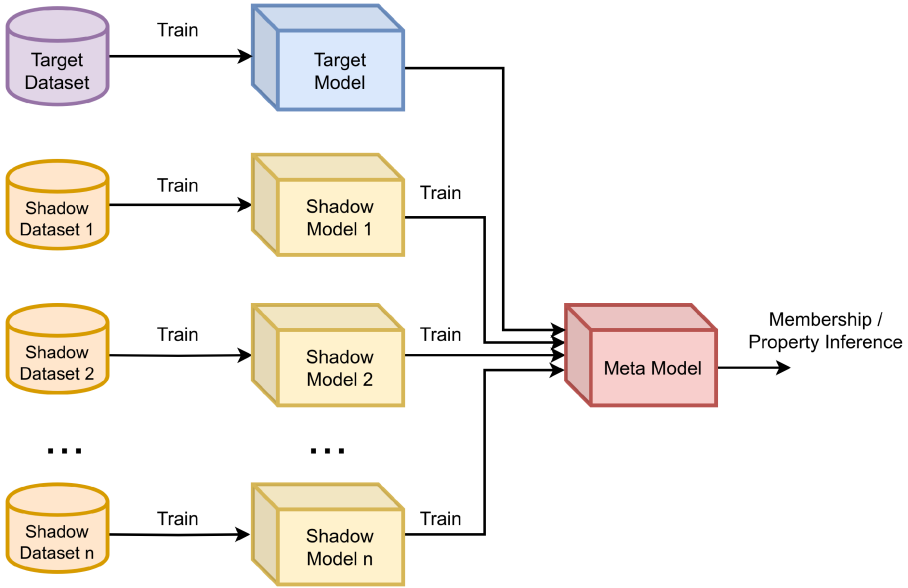 Target
Dataset
Train
Target
Model
Shadow
Dataset 1
Train
Shadow
Model 1
Train
Shadow
Dataset 2
Train
Shadow
Model 2
Train
Meta Model
Membership /
Property Inference
...
...
Shadow
Dataset n
Train
Shadow
Model n
Train